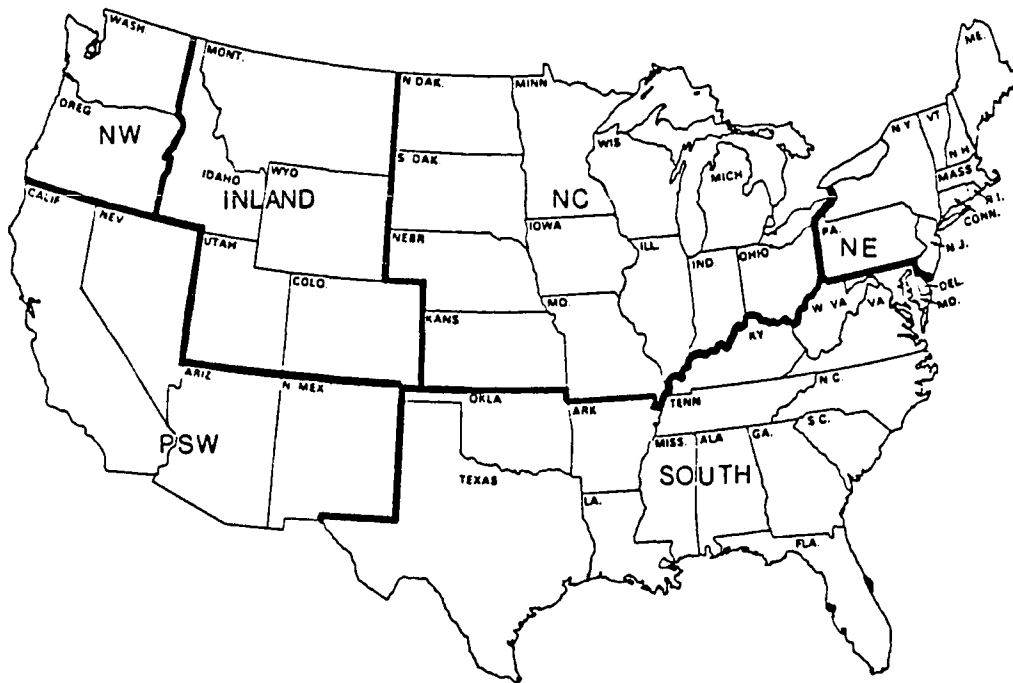 WASH
MONT.
N DAK.
MINN
ME.
OREG
NW
N Y
VT
N H
WIS
S DAK
MASS
MICH
IDAHO
WYO
INLAND
R I.
CONN.
NC
CALIF
NEV
IOWA
PA.
NE
N J.
NEBR
UTAH
ILL.
IND.
OHIO
COLO.
DEL.
MD.
MO.
W VA
VA
KANS
KY
ARIZ
N MEX
OKLA
ARK
TENN
N C.
PSW
MISS.
ALA
GA.
S C.
TEXAS
SOUTH
LA.
FLA.